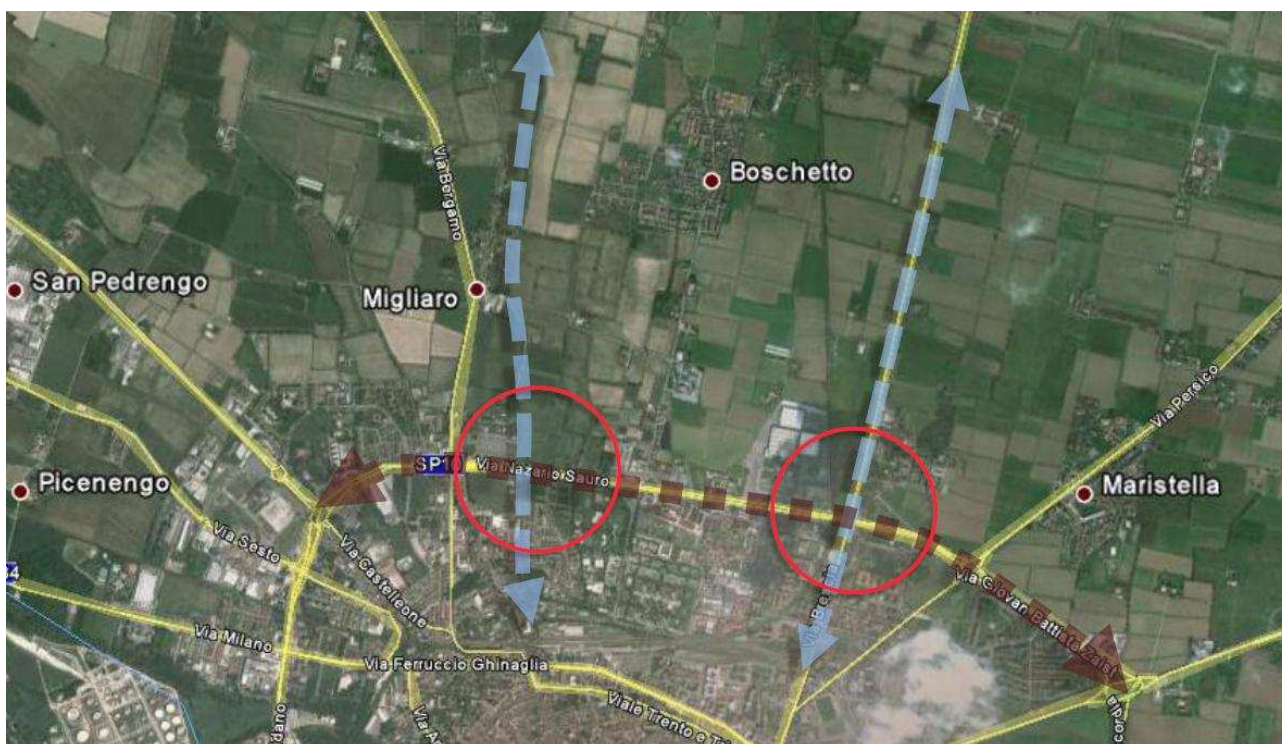 Via Bergamo
Boschetto
San Pedrengo
Migliaro
Via Persico
SP10
Via Nazario Sauro
Picenengo
Maristella
Via Sesto
Via Castelleone
Via Giovan Battista Zaist
Via Milano
Via Ferruccio Ghinaglia
Viale Trento e
dano